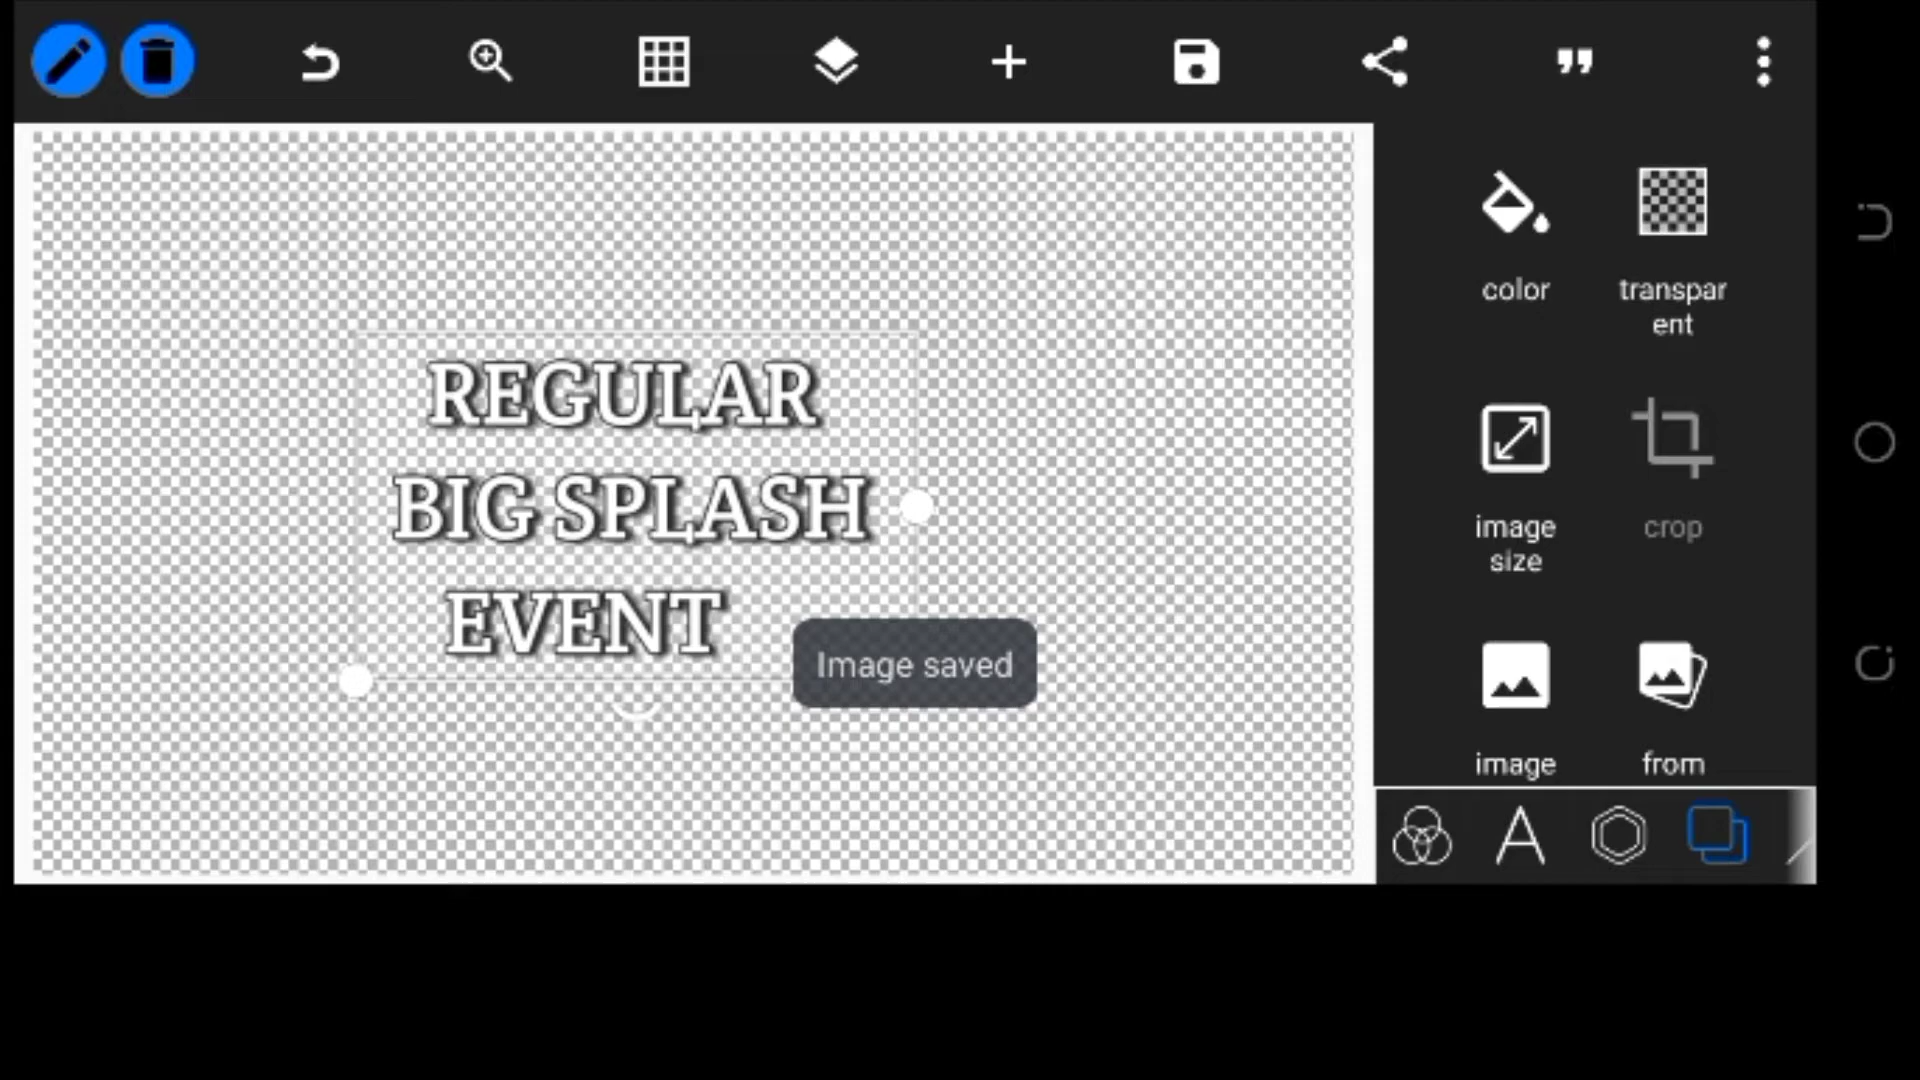 color
transpar
ent
REGULAR
BIG SPLASH
EVENT
Image saved
image
size
crop
image
from